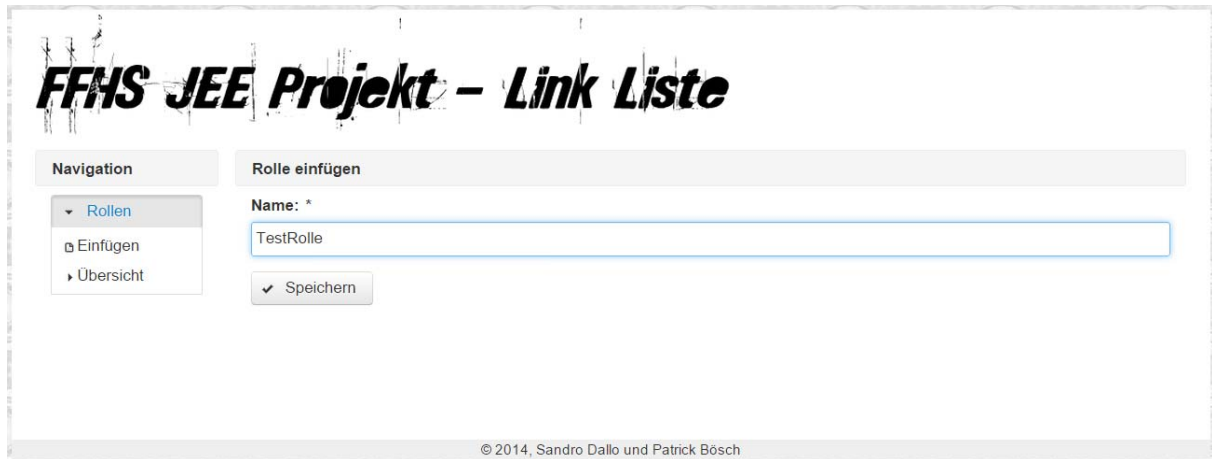 FFHS JEE Projekt - Link Liste
Navigation
Rollen
Einfügen
Übersicht
Rolle einfügen
Name: *
TestRolle
Speichern
© 2014, Sandro Dallo und Patrick Bösch